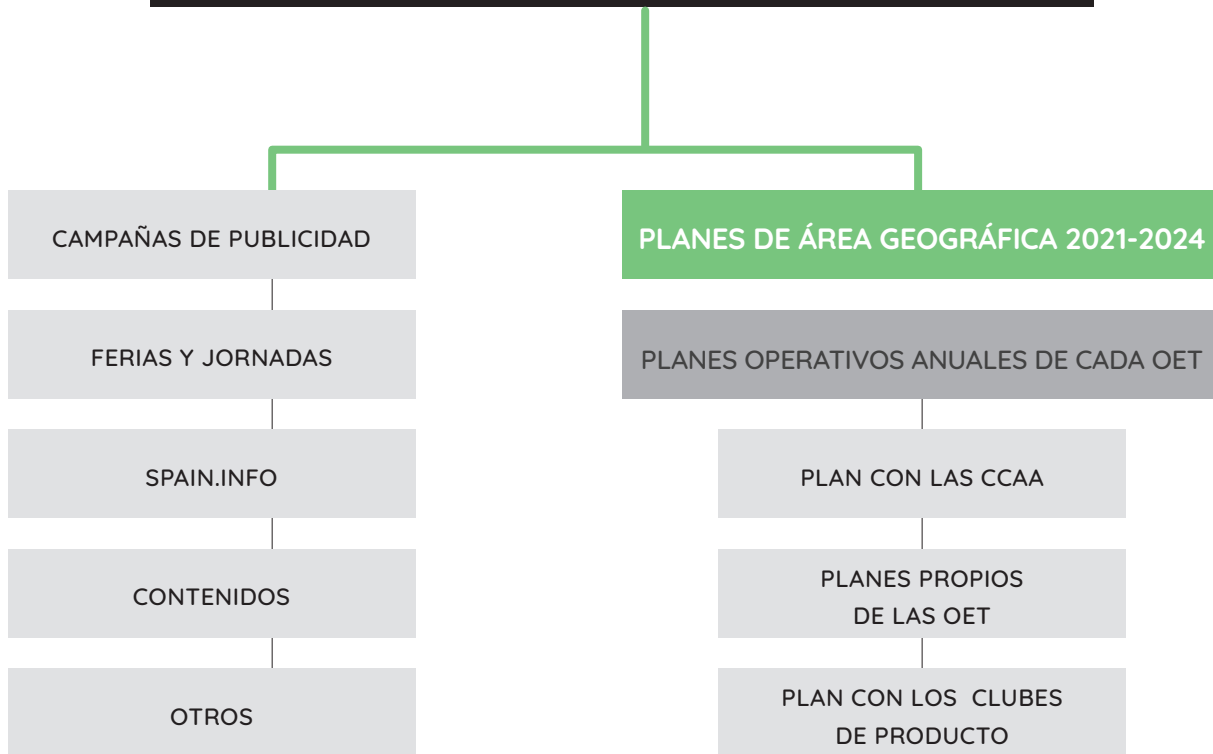 CAMPAÑAS DE PUBLICIDAD
FERIAS Y JORNADAS
SPAIN.INFO
CONTENIDOS
OTROS
PLANES DE ÁREA GEOGRÁFICA 2021-2024
PLANES OPERATIVOS ANUALES DE CADA OET
PLAN CON LAS CCAA
PLANES PROPIOS
DE LAS OET
PLAN CON LOS CLUBES
DE PRODUCTO